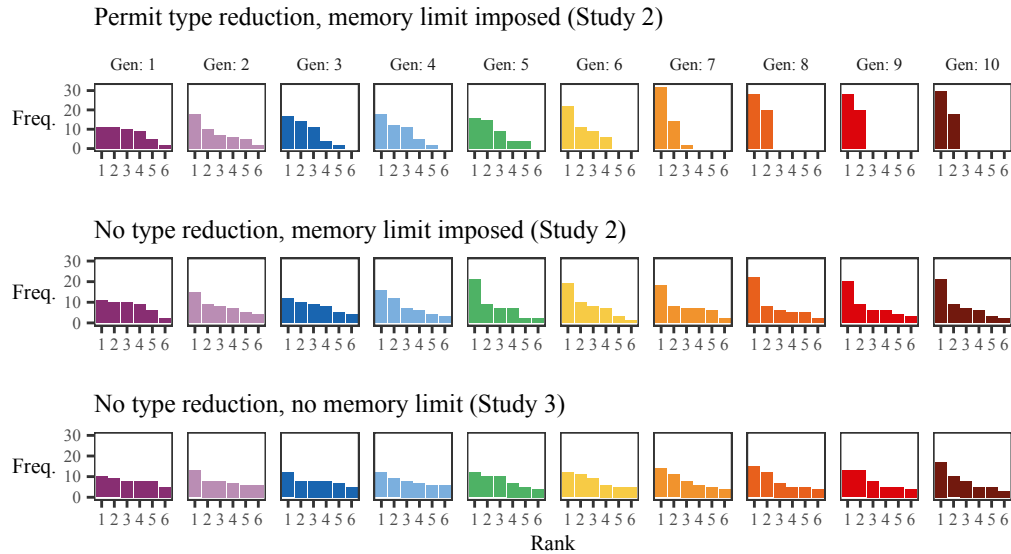 Permit type reduction, memory limit imposed (Study 2)
Gen: 1 Gen: 2 Gen: 3 Gen: 4 Gen: 5 Gen: 6 Gen: 7 Gen: 8 Gen: 9 Gen: 10
30
Freq. 20
10
0
1 2 3 4 5 6 1 2 3 4 5 6 1 2 3 4 5 6 1 2 3 4 5 6 1 2 3 4 5 6 1 2 3 4 5 6 1 2 3 4 5 6 1 2 3 4 5 6 1 2 3 4 5 6 1 2 3 4 5 6
No type reduction, memory limit imposed (Study 2)
30
Freq. 20
10
0
1 2 3 4 5 6 1 2 3 4 5 6 1 2 3 4 5 6 1 2 3 4 5 6 1 2 3 4 5 6 1 2 3 4 5 6 1 2 3 4 5 6 1 2 3 4 5 6 1 2 3 4 5 6 1 2 3 4 5 6
No type reduction, no memory limit (Study 3)
30
Freq. 20
10
0
1 2 3 4 5 6 1 2 3 4 5 6 1 2 3 4 5 6 1 2 3 4 5 6 1 2 3 4 5 6 1 2 3 4 5 6 1 2 3 4 5 6 1 2 3 4 5 6 1 2 3 4 5 6 1 2 3 4 5 6
Rank